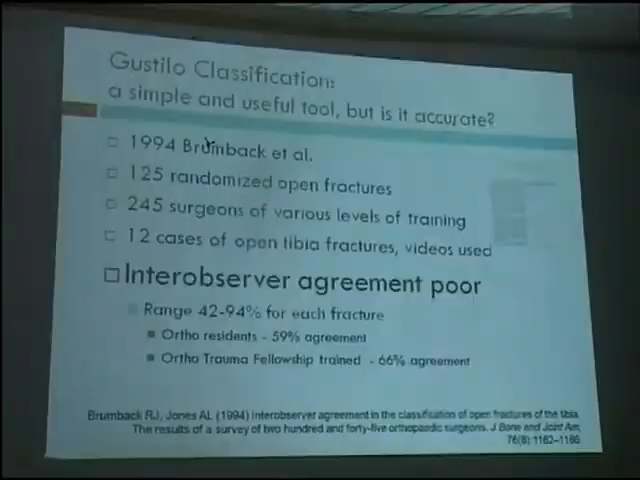 Gustilo Classification:
a simple and useful tool, but is it accurate?
1994 Brumback et al.
125 randomized open fractures
245 surgeons of various levels of training
12 cases of open tibia fractures, videos used
Interobserver agreement poor
Range 42-94% for each fracture
Ortho residents - 59% agreement
Ortho Trauma Fellowship trained - 66% agreement
Brumback RJ, Jones AL (1994) Interobserver agreement in the classification of open fractures of the tibia.
The results of a survey of two hundred and forty-five orthopaedic surgeons. J Bone and Joint Am;
76(8):1162–1166